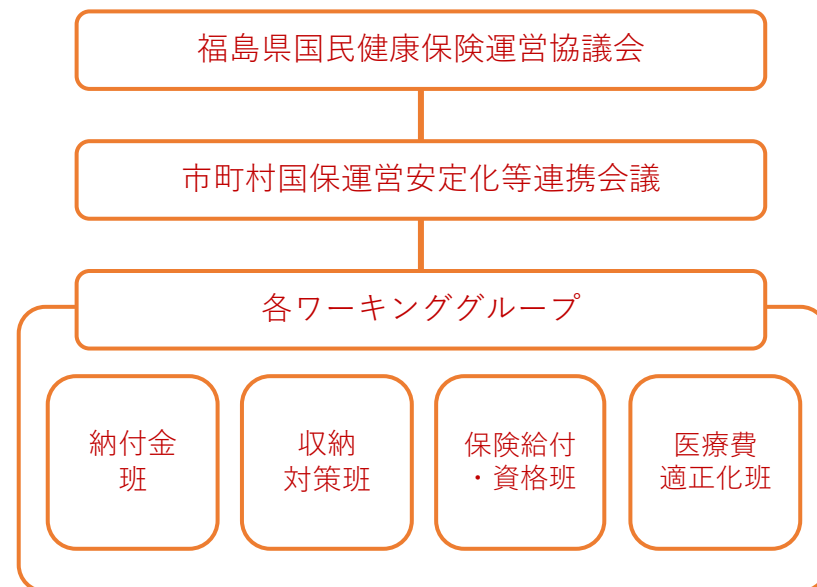 福島県国民健康保険運営協議会
市町村国保運営安定化等連携会議
各ワーキンググループ
納付金
班
収納
対策班
保険給付
・資格班
医療費
適正化班